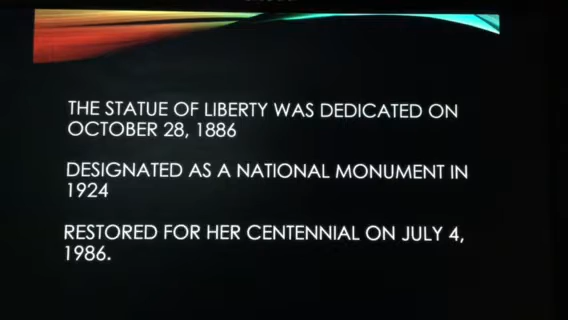 THE STATUE OF LIBERTY WAS DEDICATED ON
OCTOBER 28, 1886
DESIGNATED AS A NATIONAL MONUMENT IN
1924
RESTORED FOR HER CENTENNIAL ON JULY 4,
1986.